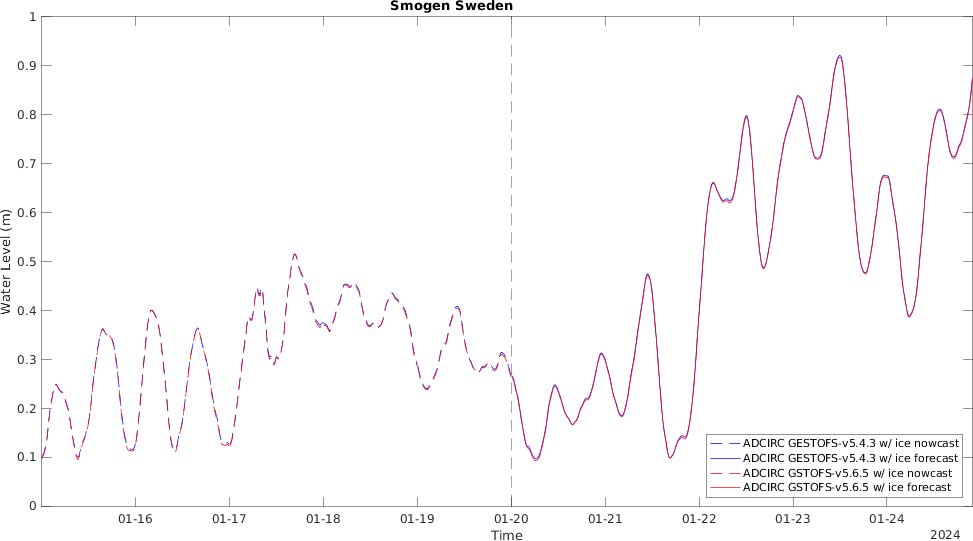 Smogen Sweden
1
0.9
0.8
0.7
0.6
0.5
0.4
0.3
0.2
0.1
0
Water Level (m)
ADCIRC GESTOFS-v5.4.3 w/ ice nowcast
ADCIRC GESTOFS-v5.4.3 w/ ice forecast
ADCIRC GSTOFS-v5.6.5 w/ ice nowcast
ADCIRC GSTOFS-v5.6.5 w/ ice forecast
01-16 01-17 01-18 01-19 01-20 01-21 01-22 01-23 01-24
Time
2024